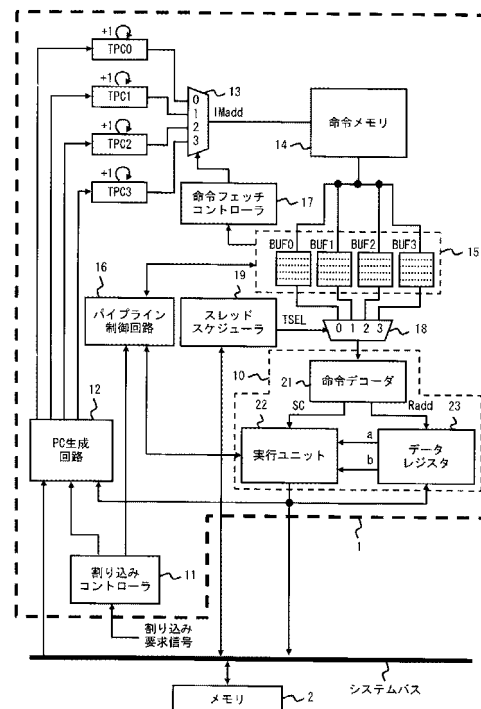 +1
TPC0
+1
TPC1
+1
TPC2
+1
TPC3
13
0
1
2
3
IMadd
命令メモリ
14
命令フェッチ
コントローラ
17
BUF0
BUF1
BUF2
BUF3
15
16
パイプライン
制御回路
19
スレッド
スケジューラ
TSEL
0 1 2 3
18
10
21
命令デコーダ
12
PC生成
回路
22
SC
Radd
23
実行ユニット
a
b
データ
レジスタ
1
割り込み
コントローラ
11
割り込み
要求信号
システムバス
メモリ
2